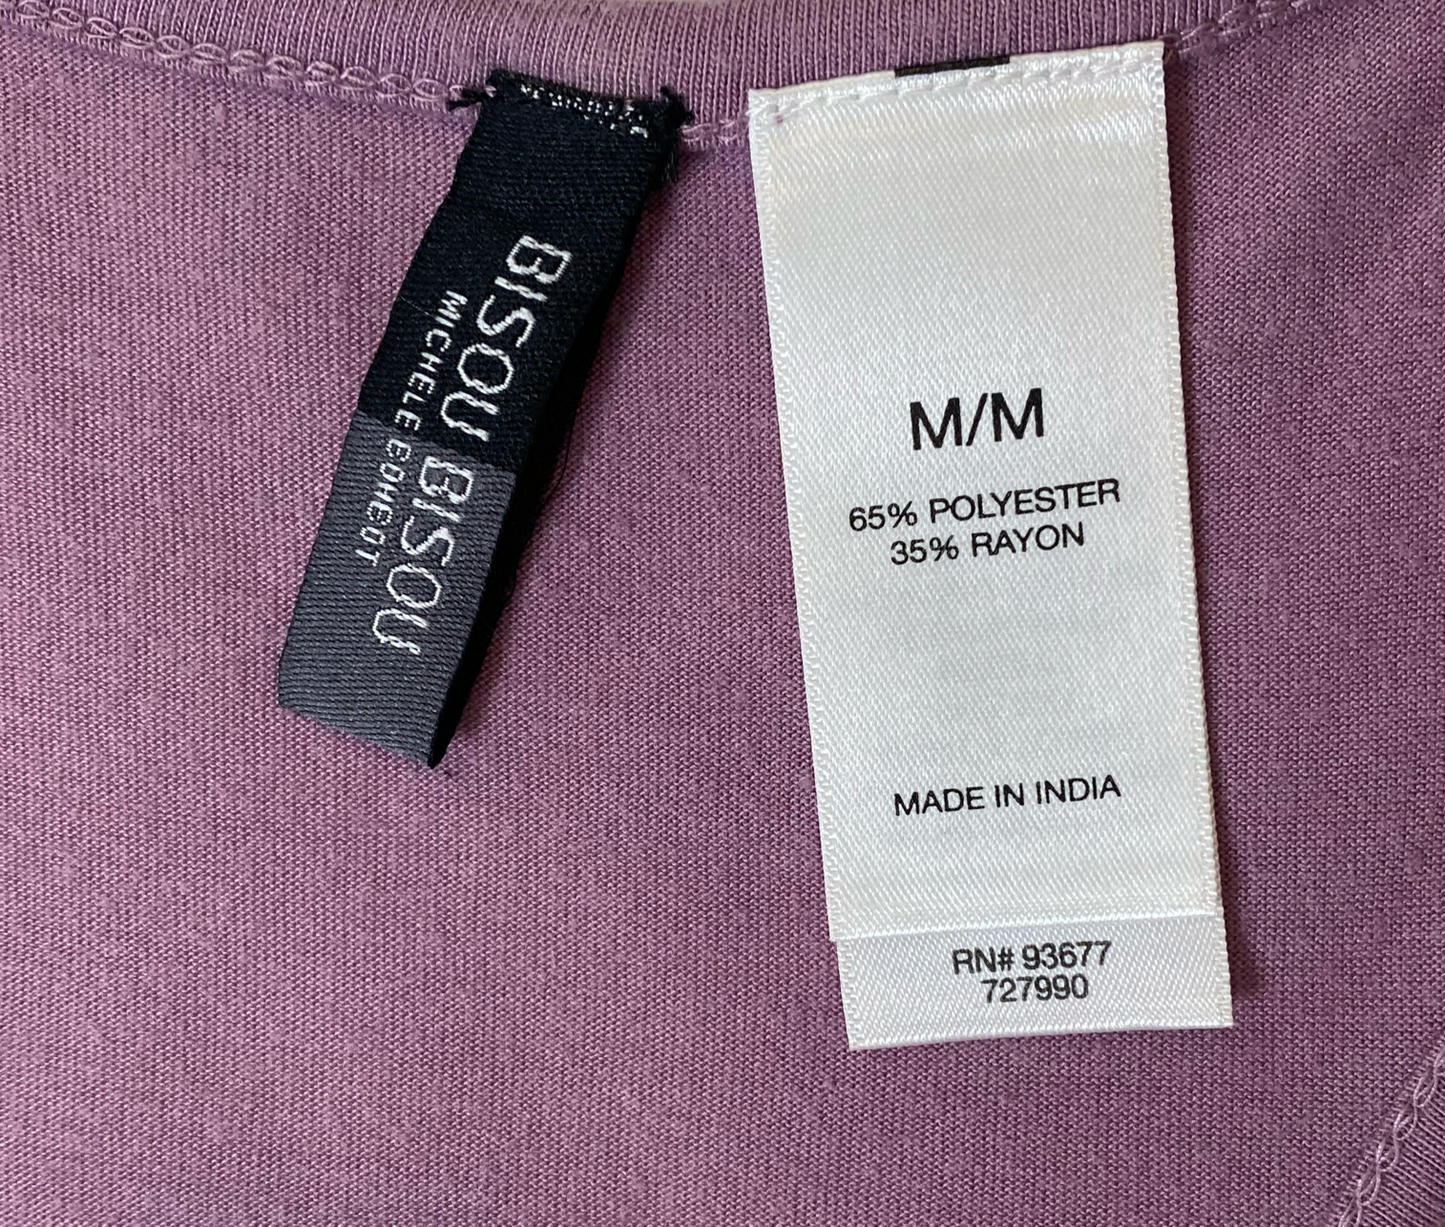 BISOU BISOU
MICHELE BOHBOT
M/M
65% POLYESTER
35% RAYON
MADE IN INDIA
RN# 93677
727990